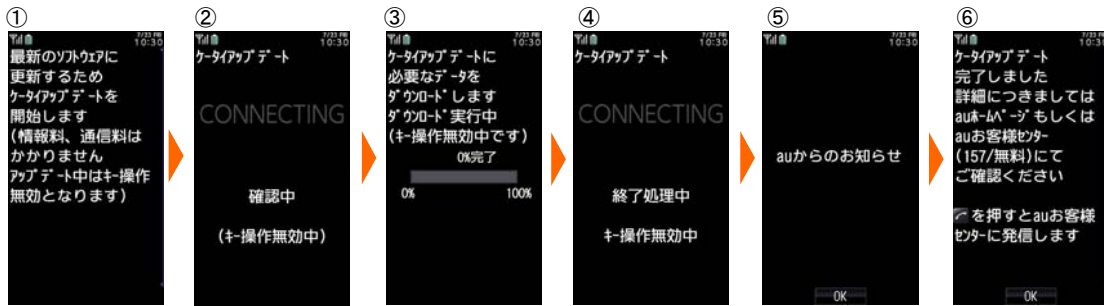 ①
7/23 FRI
10:30
最新のｿﾌﾄｳｪｱに
更新するため
ｹｰﾀｲｱｯﾌﾟﾃﾞｰﾄを
開始します
(情報料、通信料は
かかりません
ｱｯﾌﾟﾃﾞｰﾄ中はｷｰ操作
無効となります)
②
7/23 FRI
10:30
ｹｰﾀｲｱｯﾌﾟﾃﾞｰﾄ
CONNECTING
確認中
(ｷｰ操作無効中)
③
7/23 FRI
10:30
ｹｰﾀｲｱｯﾌﾟﾃﾞｰﾄに
必要なﾃﾞｰﾀを
ﾀﾞｳﾝﾛｰﾄﾞします
ﾀﾞｳﾝﾛｰﾄﾞ実行中
(ｷｰ操作無効中です)
0%完了
0% 100%
④
7/23 FRI
10:30
ｹｰﾀｲｱｯﾌﾟﾃﾞｰﾄ
CONNECTING
終了処理中
ｷｰ操作無効中
⑤
7/23 FRI
10:30
auからのお知らせ
OK
⑥
7/23 FRI
10:30
ｹｰﾀｲｱｯﾌﾟﾃﾞｰﾄ
完了しました
詳細につきましては
auﾎｰﾑﾍﾟｰｼﾞもしくは
auお客様ｾﾝﾀｰ
(157/無料)にて
ご確認ください
を押すとauお客様
ｾﾝﾀｰに発信します
OK